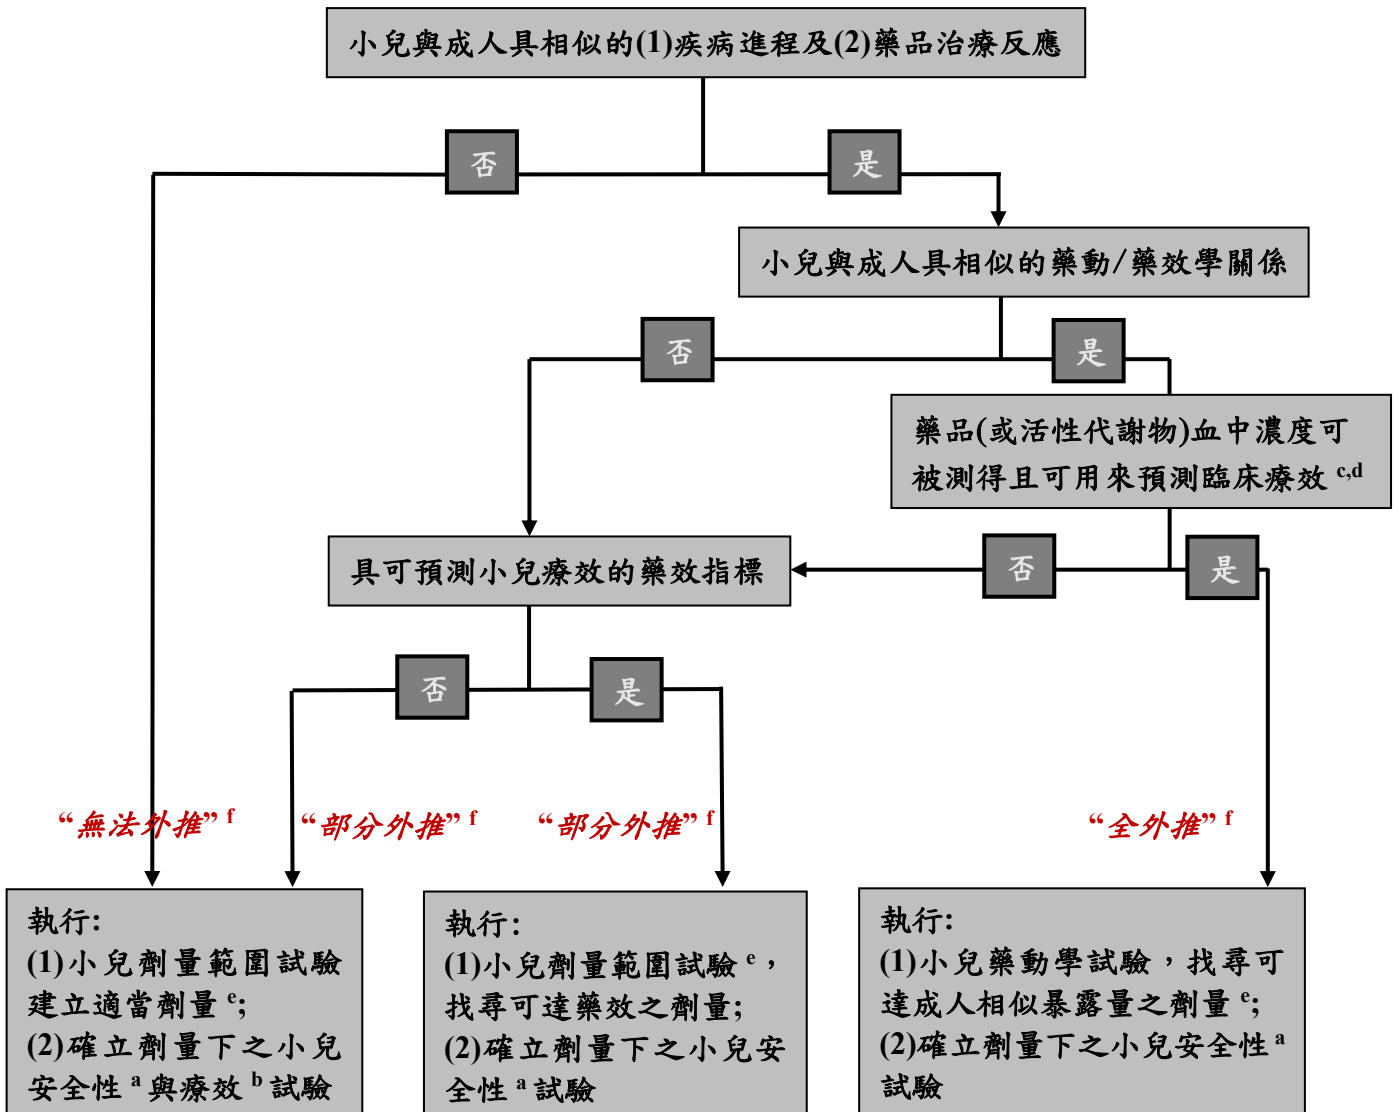 小兒與成人具相似的(1)疾病進程及(2)藥品治療反應
否
是
小兒與成人具相似的藥動/藥效學關係
否
是
藥品(或活性代謝物)血中濃度可
被測得且可用來預測臨床療效 c,d
具可預測小兒療效的藥效指標
否
是
否
是
“無法外推” f
“部分外推” f
“部分外推” f
“全外推” f
執行:
(1)小兒劑量範圍試驗
建立適當劑量 e;
(2)確立劑量下之小兒
安全性 a 與療效 b 試驗
執行:
(1)小兒劑量範圍試驗 e，
找尋可達藥效之劑量;
(2)確立劑量下之小兒安
全性 a 試驗
執行:
(1)小兒藥動學試驗，找尋可
達成人相似暴露量之劑量 e;
(2)確立劑量下之小兒安全性 a
試驗